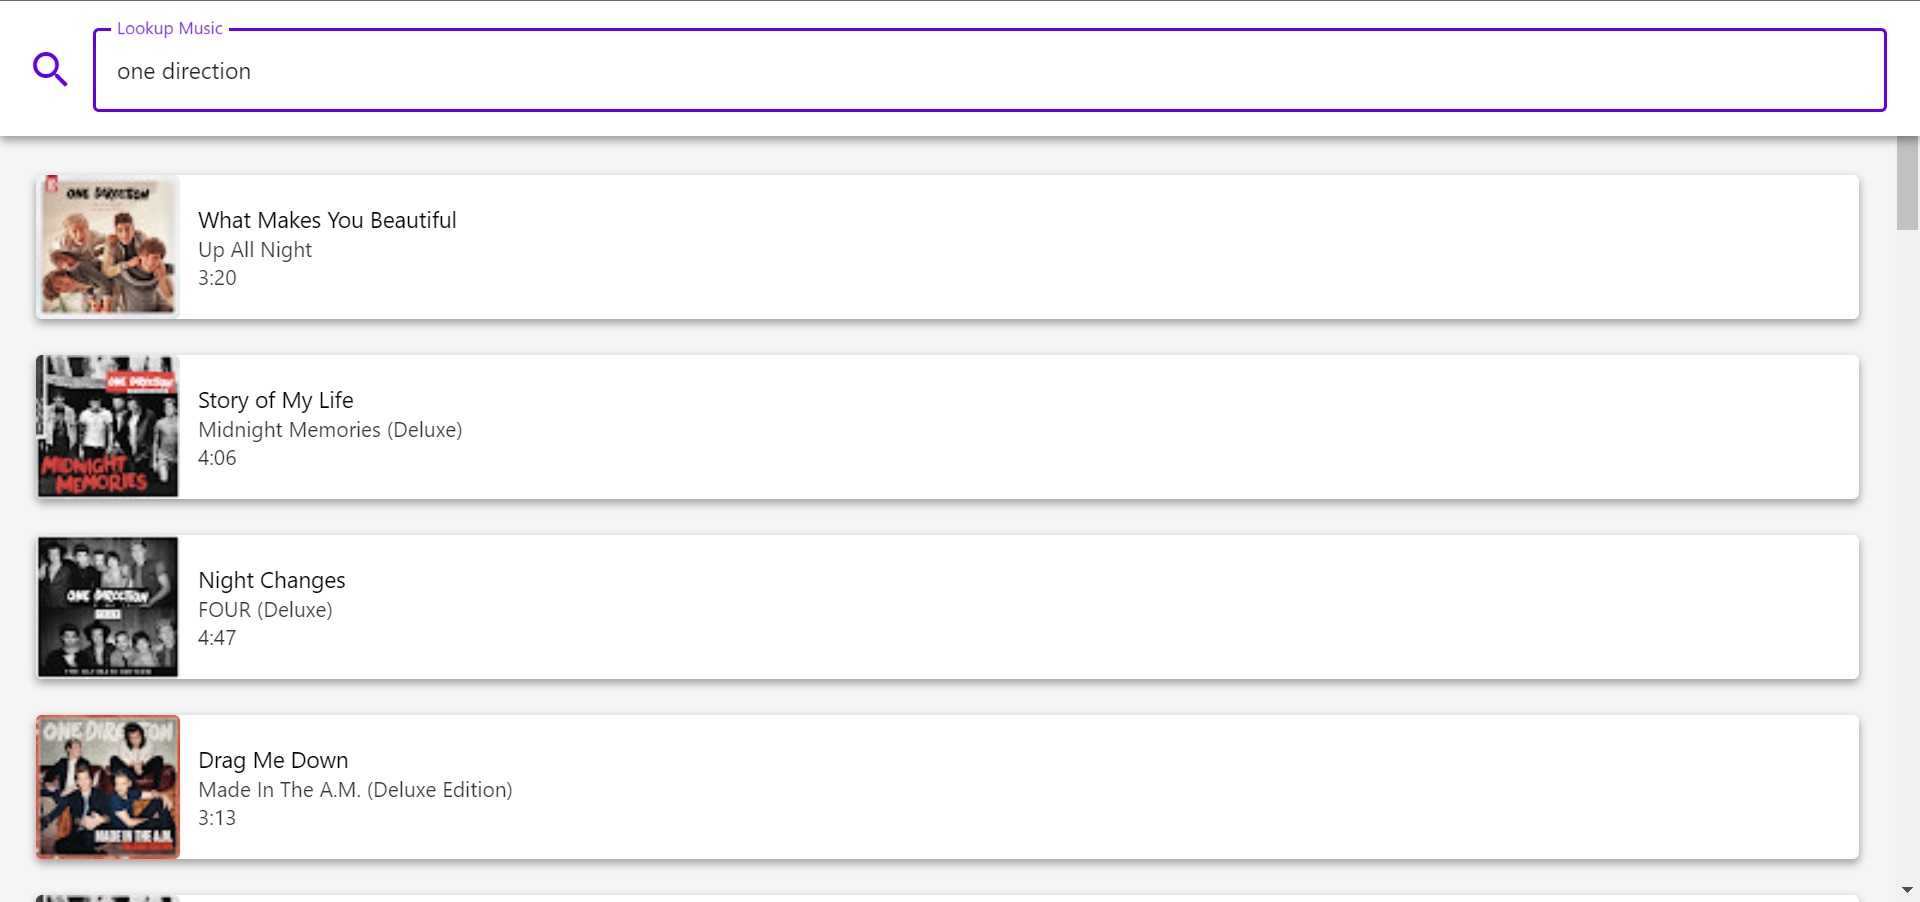 Lookup Music
one direction
ONE DIRECTION
What Makes You Beautiful
Up All Night
3:20
ONE DIRECTION
MIDNIGHT
MEMORIES
Story of My Life
Midnight Memories (Deluxe)
4:06
ONE DIRECTION
Night Changes
FOUR (Deluxe)
4:47
ONE DIRECTION
MADE IN THE A.M.
Drag Me Down
Made In The A.M. (Deluxe Edition)
3:13